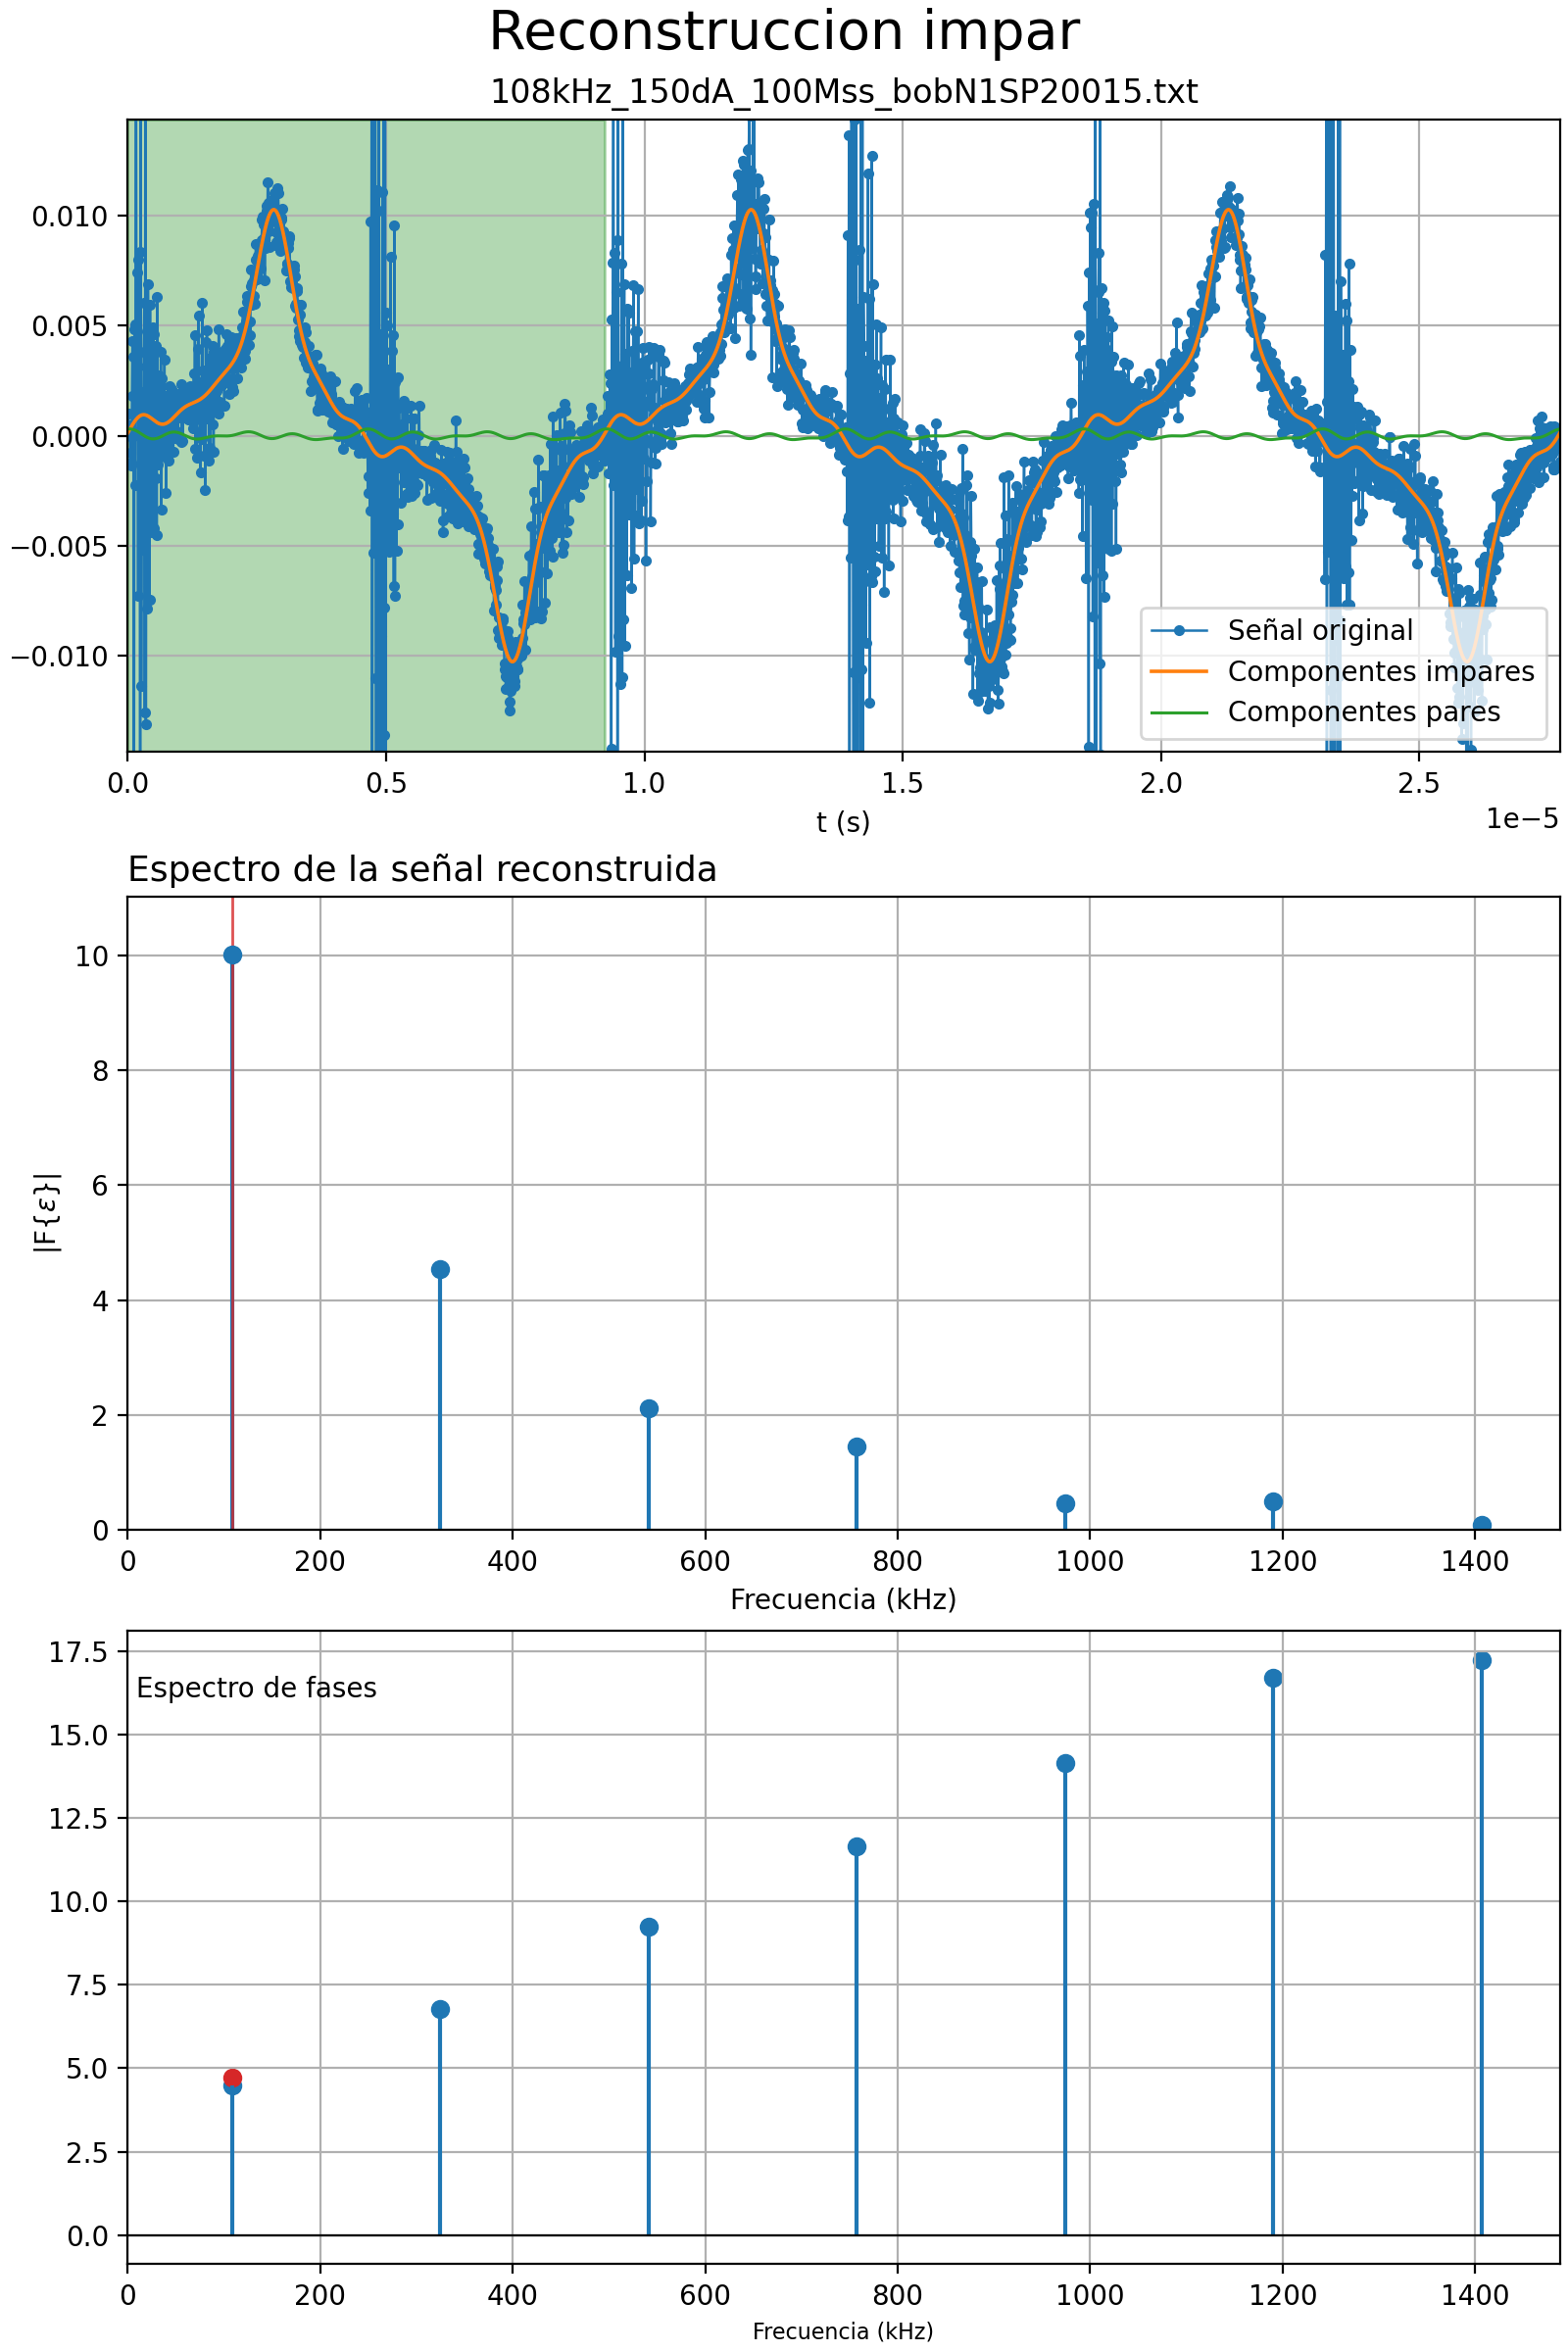 Reconstruccion impar
108kHz_150dA_100Mss_bobN1SP20015.txt
0.010
0.005
0.000
−0.005
−0.010
Señal original
Componentes impares
Componentes pares
0.0 0.5 1.0 1.5 2.0 2.5
t (s)
1e−5
Espectro de la señal reconstruida
10
8
6
4
2
0
|F{ε}|
0 200 400 600 800 1000 1200 1400
Frecuencia (kHz)
17.5
Espectro de fases
15.0
12.5
10.0
7.5
5.0
2.5
0.0
0 200 400 600 800 1000 1200 1400
Frecuencia (kHz)